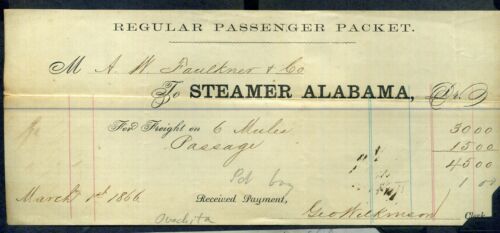 REGULAR PASSENGER PACKET.
M A. W. Faulkner & Co
To STEAMER ALABAMA, Dr.
For Freight on 6 Mules 30 00
Passage 15 00
45 00
March 1st 1866 Received Payment,
Ouachita Geo Wilkinson Clerk.